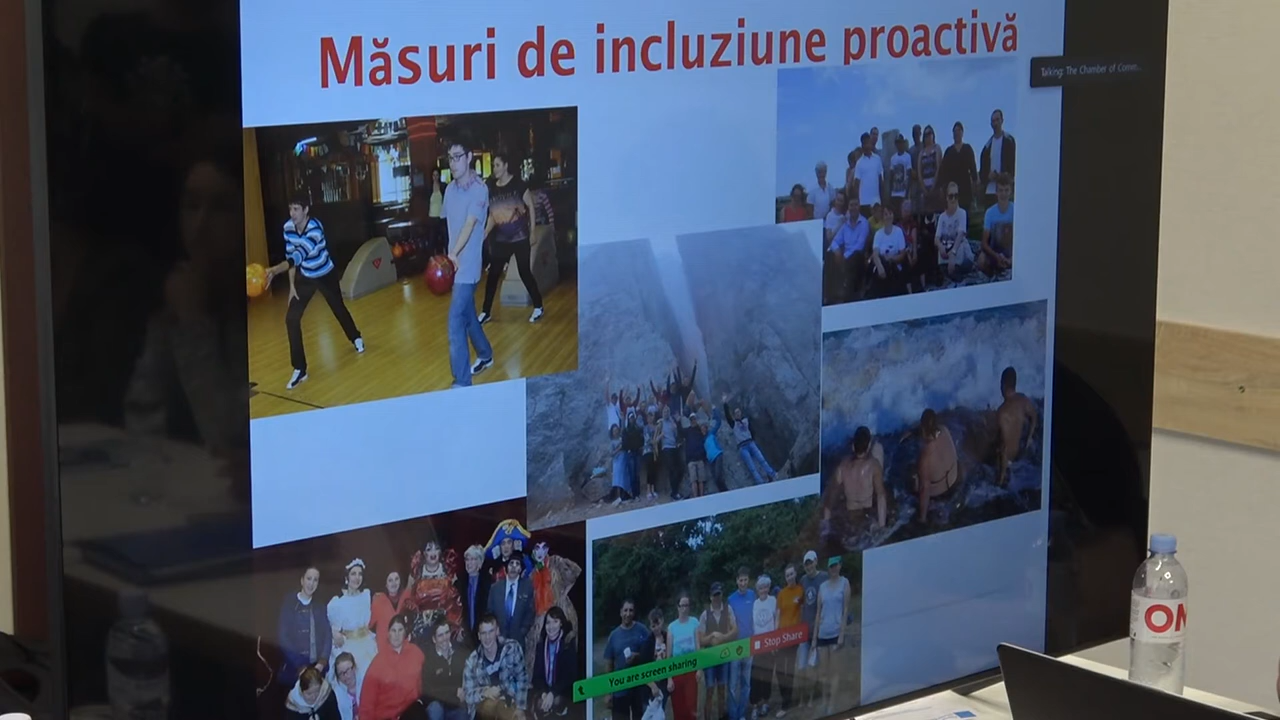 Măsuri de incluziune proactivă
Talking: The Chamber of Comm...
You are screen sharing
Stop Share
OM